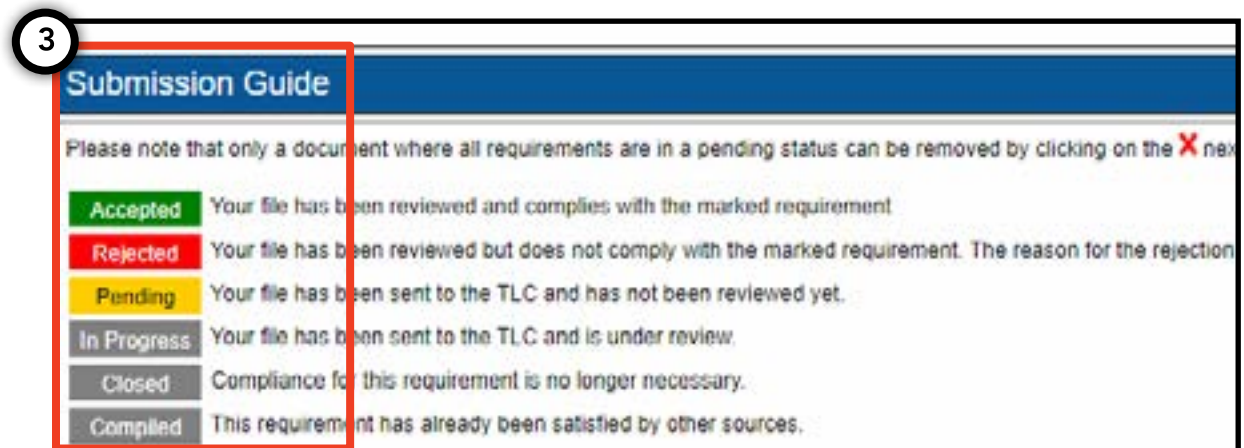 3
Submission Guide
Please note that only a document where all requirements are in a pending status can be removed by clicking on the X nex
Accepted Your file has been reviewed and complies with the marked requirement
Rejected Your file has been reviewed but does not comply with the marked requirement. The reason for the rejection
Pending Your file has been sent to the TLC and has not been reviewed yet.
In Progress Your file has been sent to the TLC and is under review.
Closed Compliance for this requirement is no longer necessary.
Complied This requirement has already been satisfied by other sources.